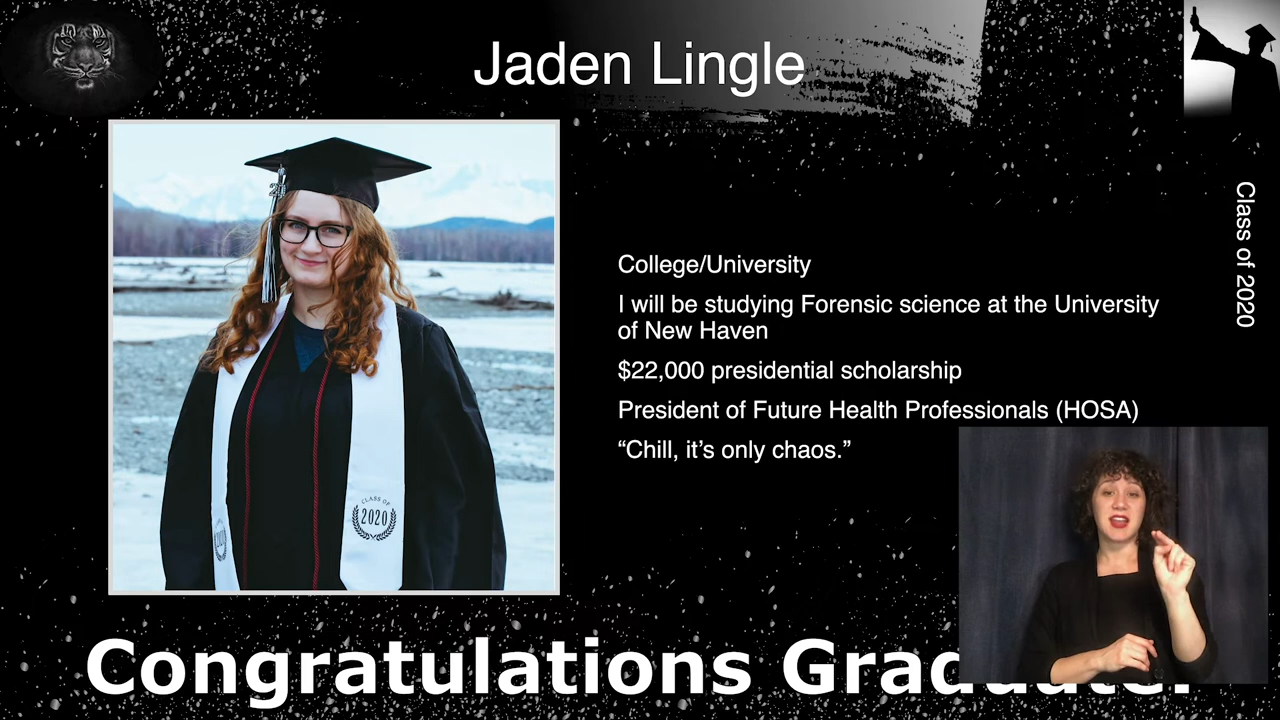 Jaden Lingle
Class of 2020
College/University
I will be studying Forensic science at the University
of New Haven
$22,000 presidential scholarship
President of Future Health Professionals (HOSA)
“Chill, it’s only chaos.”
CLASS OF
2020
Congratulations